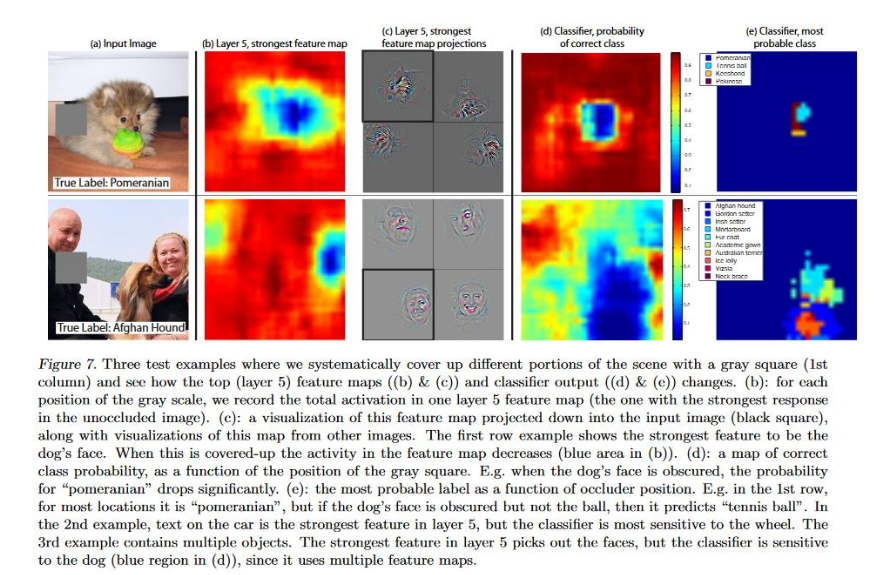 (a) Input Image
(b) Layer 5, strongest feature map
(c) Layer 5, strongest
feature map projections
(d) Classifier, probability
of correct class
(e) Classifier, most
probable class
True Label: Pomeranian
0.9
0.1
Pomeranian
Tennis ball
Keeshond
Pekinese
True Label: Afghan Hound
0.1
Afghan hound
Gordon setter
Irish setter
Mortarboard
Fur coat
Academic gown
Australian terrier
Ice lolly
Vizsla
Neck brace
Figure 7. Three test examples where we systematically cover up different portions of the scene with a gray square (1st
column) and see how the top (layer 5) feature maps ((b) & (c)) and classifier output ((d) & (e)) changes. (b): for each
position of the gray scale, we record the total activation in one layer 5 feature map (the one with the strongest response
in the unoccluded image). (c): a visualization of this feature map projected down into the input image (black square),
along with visualizations of this map from other images. The first row example shows the strongest feature to be the
dog's face. When this is covered-up the activity in the feature map decreases (blue area in (b)). (d): a map of correct
class probability, as a function of the position of the gray square. E.g. when the dog's face is obscured, the probability
for "pomeranian" drops significantly. (e): the most probable label as a function of occluder position. E.g. in the 1st row,
for most locations it is "pomeranian", but if the dog's face is obscured but not the ball, then it predicts "tennis ball". In
the 2nd example, text on the car is the strongest feature in layer 5, but the classifier is most sensitive to the wheel. The
3rd example contains multiple objects. The strongest feature in layer 5 picks out the faces, but the classifier is sensitive
to the dog (blue region in (d)), since it uses multiple feature maps.